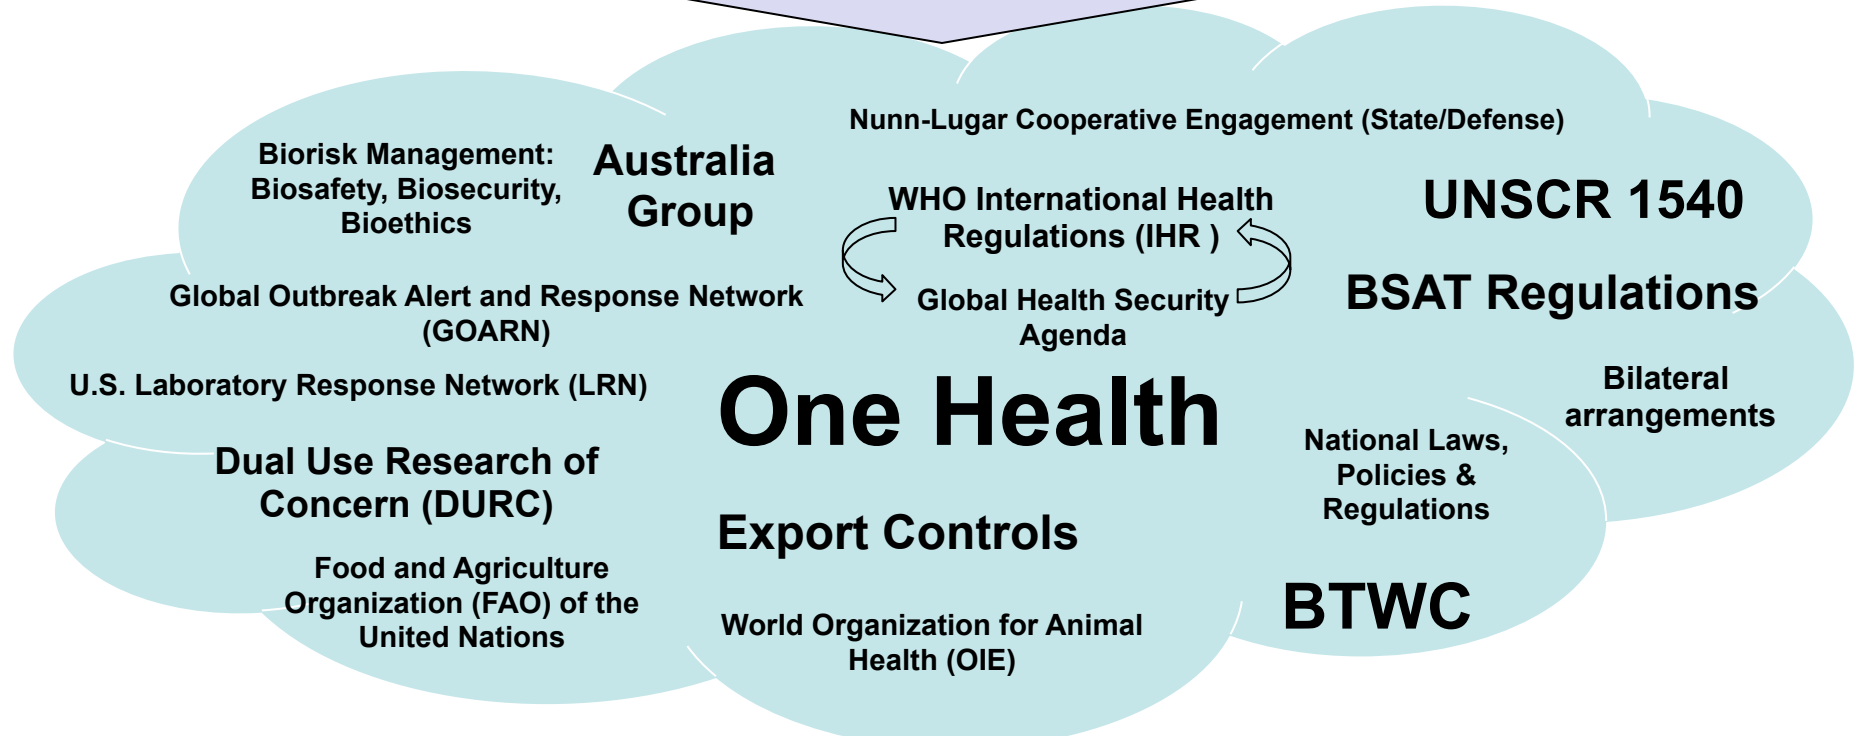 Nunn-Lugar Cooperative Engagement (State/Defense)
Biorisk Management:
Biosafety, Biosecurity,
Bioethics
Australia
Group
WHO International Health
Regulations (IHR )
UNSCR 1540
Global Outbreak Alert and Response Network
(GOARN)
Global Health Security
Agenda
BSAT Regulations
U.S. Laboratory Response Network (LRN)
One Health
Bilateral
arrangements
Dual Use Research of
Concern (DURC)
National Laws,
Policies &
Regulations
Export Controls
Food and Agriculture
Organization (FAO) of the
United Nations
World Organization for Animal
Health (OIE)
BTWC